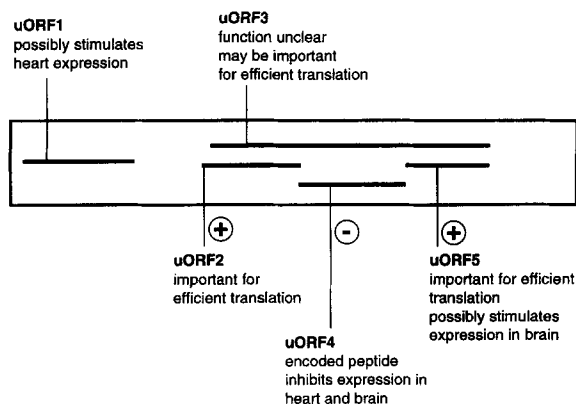 uORF1
possibly stimulates
heart expression
uORF3
function unclear
may be important
for efficient translation
+
-
+
uORF2
important for
efficient translation
uORF4
encoded peptide
inhibits expression in
heart and brain
uORF5
important for efficient
translation
possibly stimulates
expression in brain